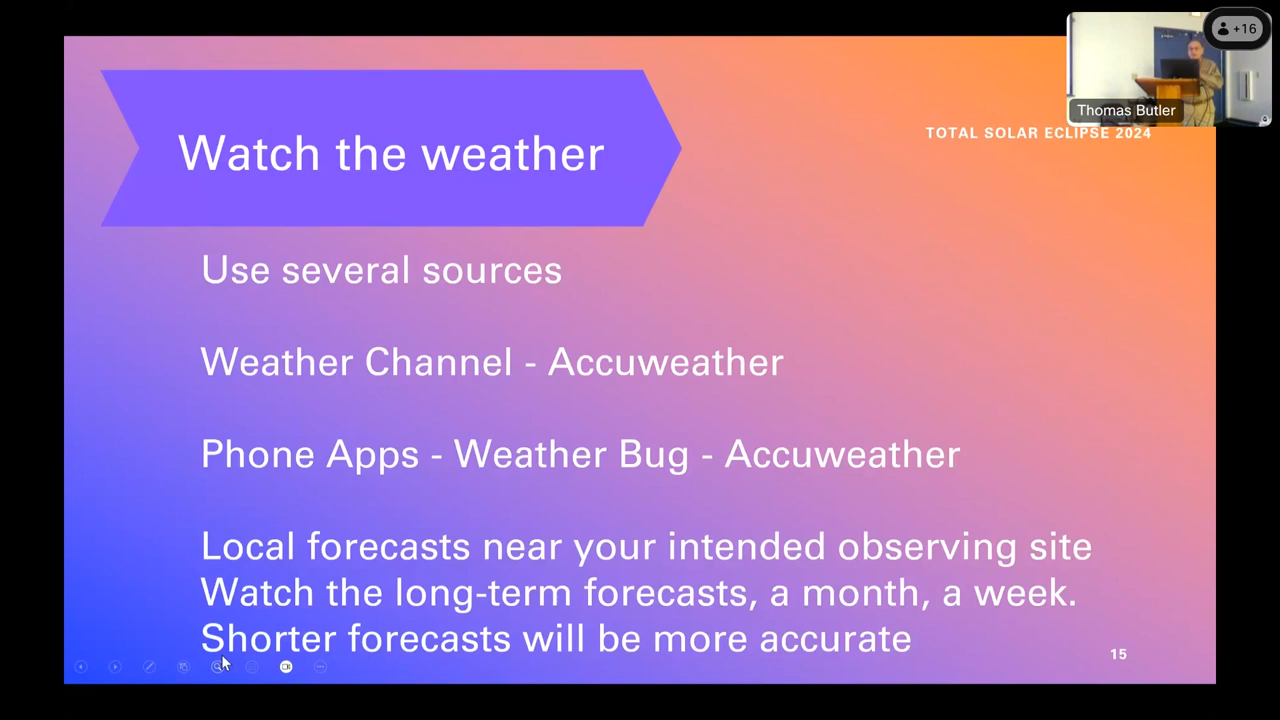 +16
Thomas Butler
TOTAL SOLAR ECLIPSE 2024
Watch the weather
Use several sources
Weather Channel - Accuweather
Phone Apps - Weather Bug - Accuweather
Local forecasts near your intended observing site
Watch the long-term forecasts, a month, a week.
Shorter forecasts will be more accurate
15